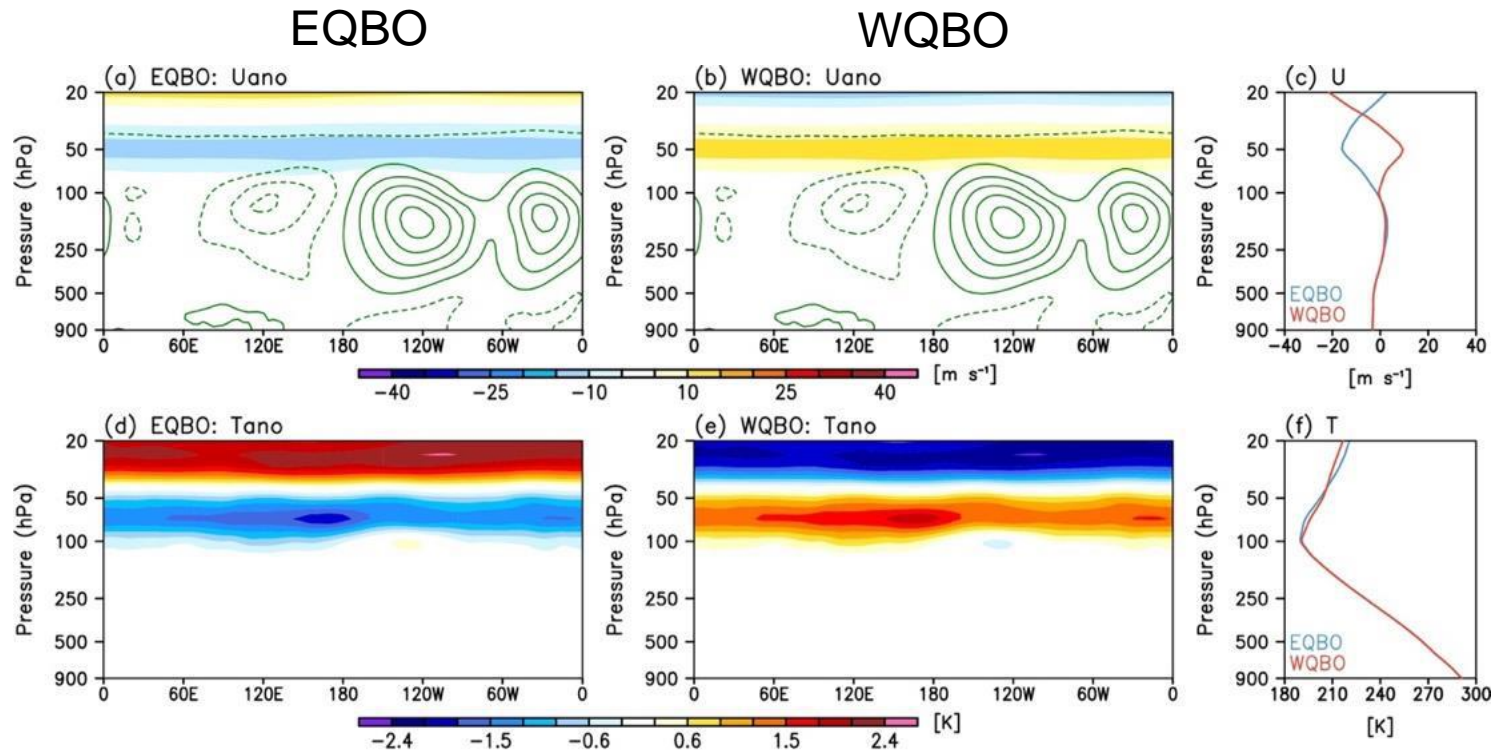 EQBO WQBO
(a) EQBO: Uano (b) WQBO: Uano (c) U
Pressure (hPa) Pressure (hPa) Pressure (hPa)
20 20 20
50 50 50
100 100 100
250 250 250
500 500 500
EQBO
WQBO
900 900 900
0 60E 120E 180 120W 60W 0 0 60E 120E 180 120W 60W 0 −40 −20 0 20 40
−40 −25 −10 10 25 40 [m s⁻¹] [m s⁻¹]
(d) EQBO: Tano (e) WQBO: Tano (f) T
Pressure (hPa) Pressure (hPa) Pressure (hPa)
20 20 20
50 50 50
100 100 100
250 250 250
500 500 500
EQBO
WQBO
900 900 900
0 60E 120E 180 120W 60W 0 0 60E 120E 180 120W 60W 0 180 210 240 270 300
−2.4 −1.5 −0.6 0.6 1.5 2.4 [K] [K]